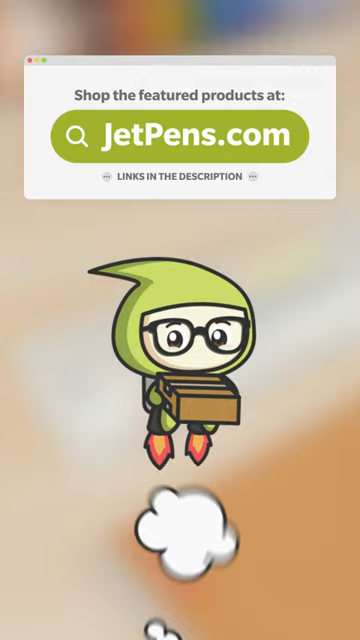 Shop the featured products at:
JetPens.com
LINKS IN THE DESCRIPTION